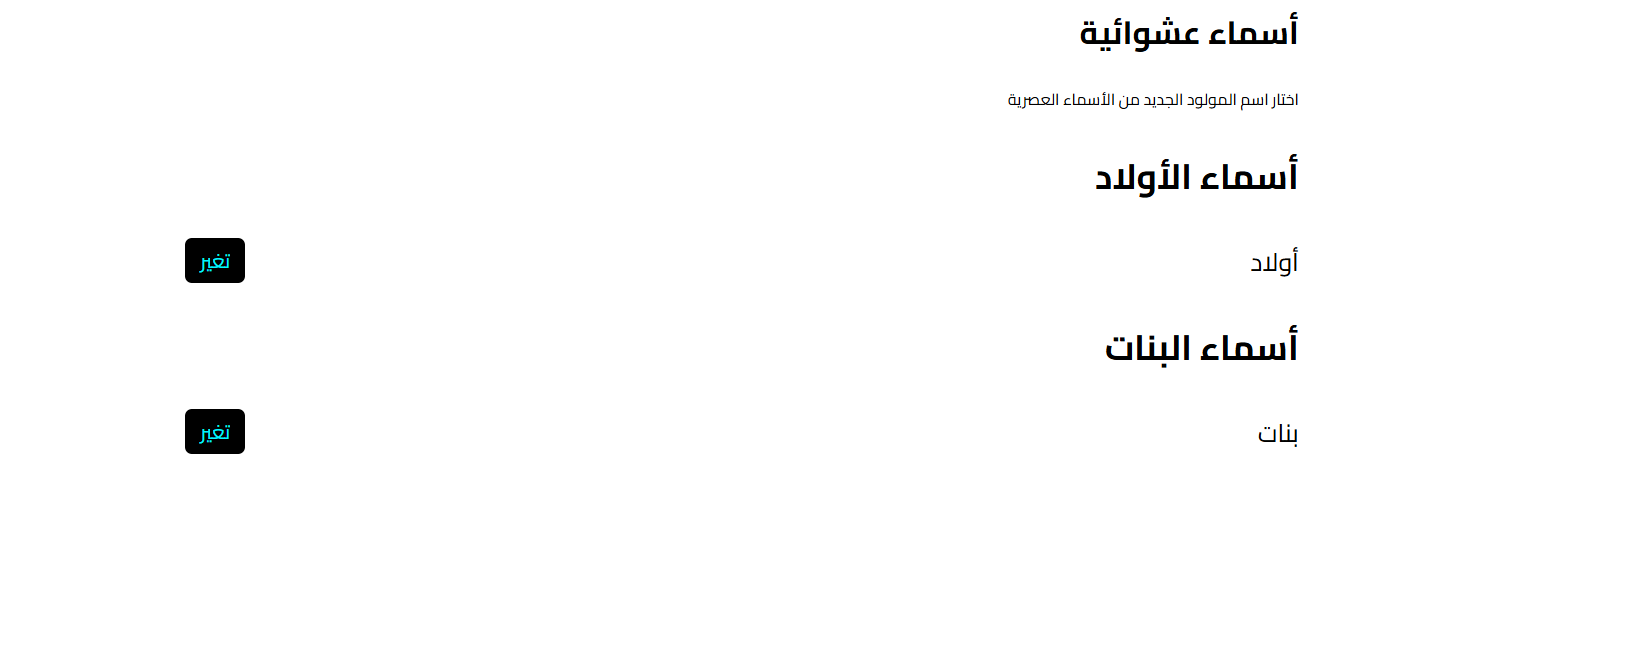 أسماء عشوائية
اختار اسم المولود الجديد من الأسماء العصرية
أسماء الأولاد
أولاد
تغير
أسماء البنات
بنات
تغير